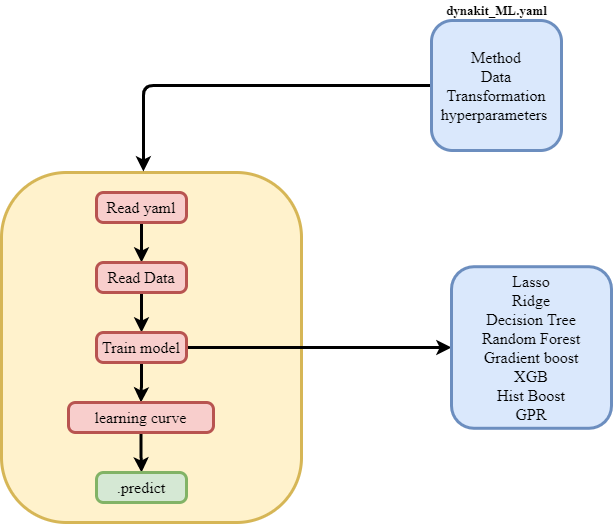 dynakit_ML.yaml
Method
Data
Transformation
hyperparameters
Read yaml
Read Data
Train model
learning curve
.predict
Lasso
Ridge
Decision Tree
Random Forest
Gradient boost
XGB
Hist Boost
GPR